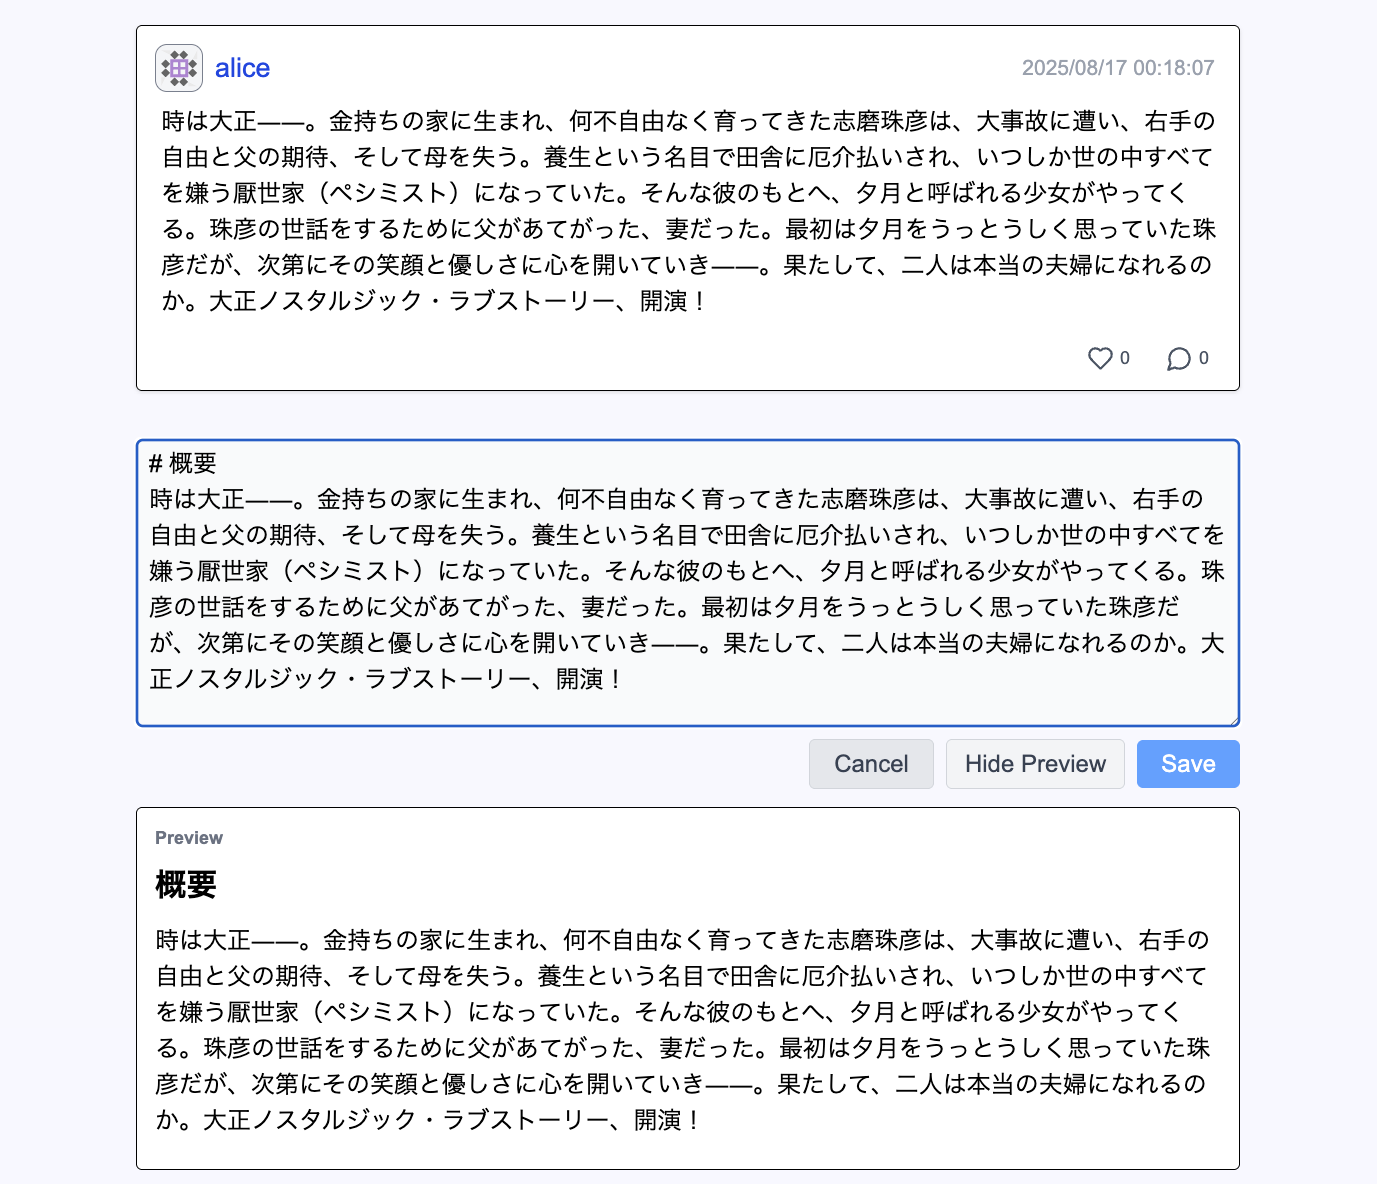 alice
2025/08/17 00:18:07
時は大正――。金持ちの家に生まれ、何不自由なく育ってきた志磨珠彦は、大事故に遭い、右手の
自由と父の期待、そして母を失う。養生という名目で田舎に厄介払いされ、いつしか世の中すべて
を嫌う厭世家（ペシミスト）になっていた。そんな彼のもとへ、夕月と呼ばれる少女がやってく
る。珠彦の世話をするために父があてがった、妻だった。最初は夕月をうっとうしく思っていた珠
彦だが、次第にその笑顔と優しさに心を開いていき――。果たして、二人は本当の夫婦になれるの
か。大正ノスタルジック・ラブストーリー、開演！
0
0
# 概要
時は大正――。金持ちの家に生まれ、何不自由なく育ってきた志磨珠彦は、大事故に遭い、右手の
自由と父の期待、そして母を失う。養生という名目で田舎に厄介払いされ、いつしか世の中すべてを
嫌う厭世家（ペシミスト）になっていた。そんな彼のもとへ、夕月と呼ばれる少女がやってくる。珠
彦の世話をするために父があてがった、妻だった。最初は夕月をうっとうしく思っていた珠彦だ
が、次第にその笑顔と優しさに心を開いていき――。果たして、二人は本当の夫婦になれるのか。大
正ノスタルジック・ラブストーリー、開演！
Cancel
Hide Preview
Save
Preview
概要
時は大正――。金持ちの家に生まれ、何不自由なく育ってきた志磨珠彦は、大事故に遭い、右手の
自由と父の期待、そして母を失う。養生という名目で田舎に厄介払いされ、いつしか世の中すべて
を嫌う厭世家（ペシミスト）になっていた。そんな彼のもとへ、夕月と呼ばれる少女がやってく
る。珠彦の世話をするために父があてがった、妻だった。最初は夕月をうっとうしく思っていた珠
彦だが、次第にその笑顔と優しさに心を開いていき――。果たして、二人は本当の夫婦になれるの
か。大正ノスタルジック・ラブストーリー、開演！